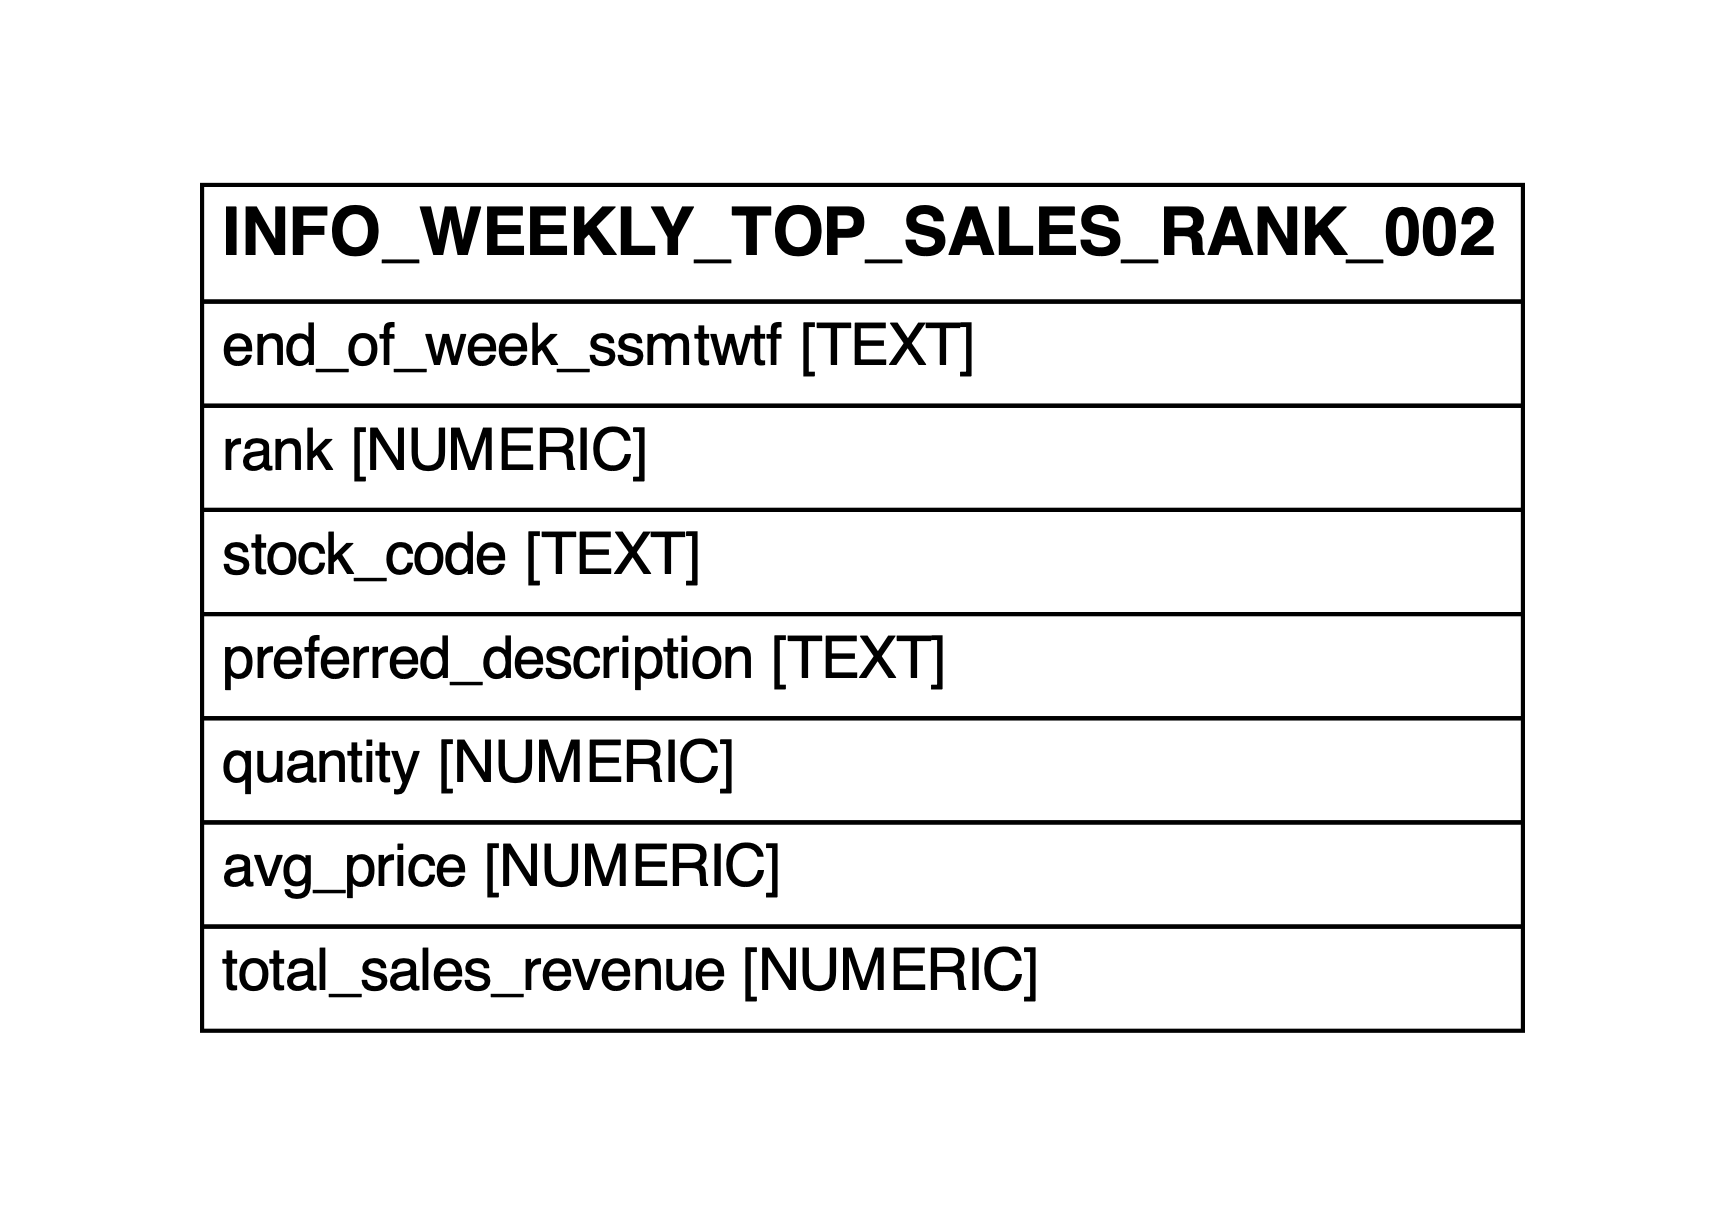 INFO_WEEKLY_TOP_SALES_RANK_002
end_of_week_ssmtwtf [TEXT]
rank [NUMERIC]
stock_code [TEXT]
preferred_description [TEXT]
quantity [NUMERIC]
avg_price [NUMERIC]
total_sales_revenue [NUMERIC]